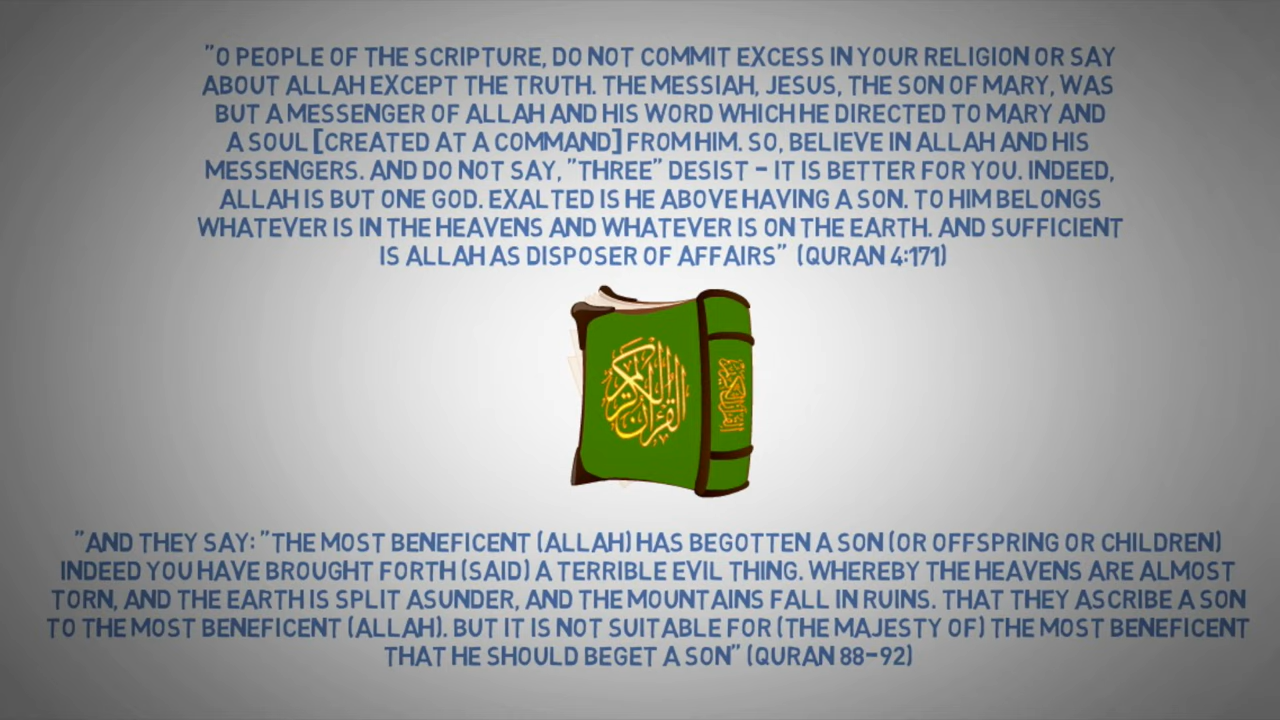 "O PEOPLE OF THE SCRIPTURE, DO NOT COMMIT EXCESS IN YOUR RELIGION OR SAY
ABOUT ALLAH EXCEPT THE TRUTH. THE MESSIAH, JESUS, THE SON OF MARY, WAS
BUT A MESSENGER OF ALLAH AND HIS WORD WHICH HE DIRECTED TO MARY AND
A SOUL [CREATED AT A COMMAND] FROM HIM. SO, BELIEVE IN ALLAH AND HIS
MESSENGERS. AND DO NOT SAY, "THREE" DESIST - IT IS BETTER FOR YOU. INDEED,
ALLAH IS BUT ONE GOD. EXALTED IS HE ABOVE HAVING A SON. TO HIM BELONGS
WHATEVER IS IN THE HEAVENS AND WHATEVER IS ON THE EARTH. AND SUFFICIENT
IS ALLAH AS DISPOSER OF AFFAIRS" (QURAN 4:171)
القرآن الكريم
القرآن الكريم
"AND THEY SAY: "THE MOST BENEFICENT (ALLAH) HAS BEGOTTEN A SON (OR OFFSPRING OR CHILDREN)
INDEED YOU HAVE BROUGHT FORTH (SAID) A TERRIBLE EVIL THING. WHEREBY THE HEAVENS ARE ALMOST
TORN, AND THE EARTH IS SPLIT ASUNDER, AND THE MOUNTAINS FALL IN RUINS. THAT THEY ASCRIBE A SON
TO THE MOST BENEFICENT (ALLAH). BUT IT IS NOT SUITABLE FOR (THE MAJESTY OF) THE MOST BENEFICENT
THAT HE SHOULD BEGET A SON" (QURAN 88-92)